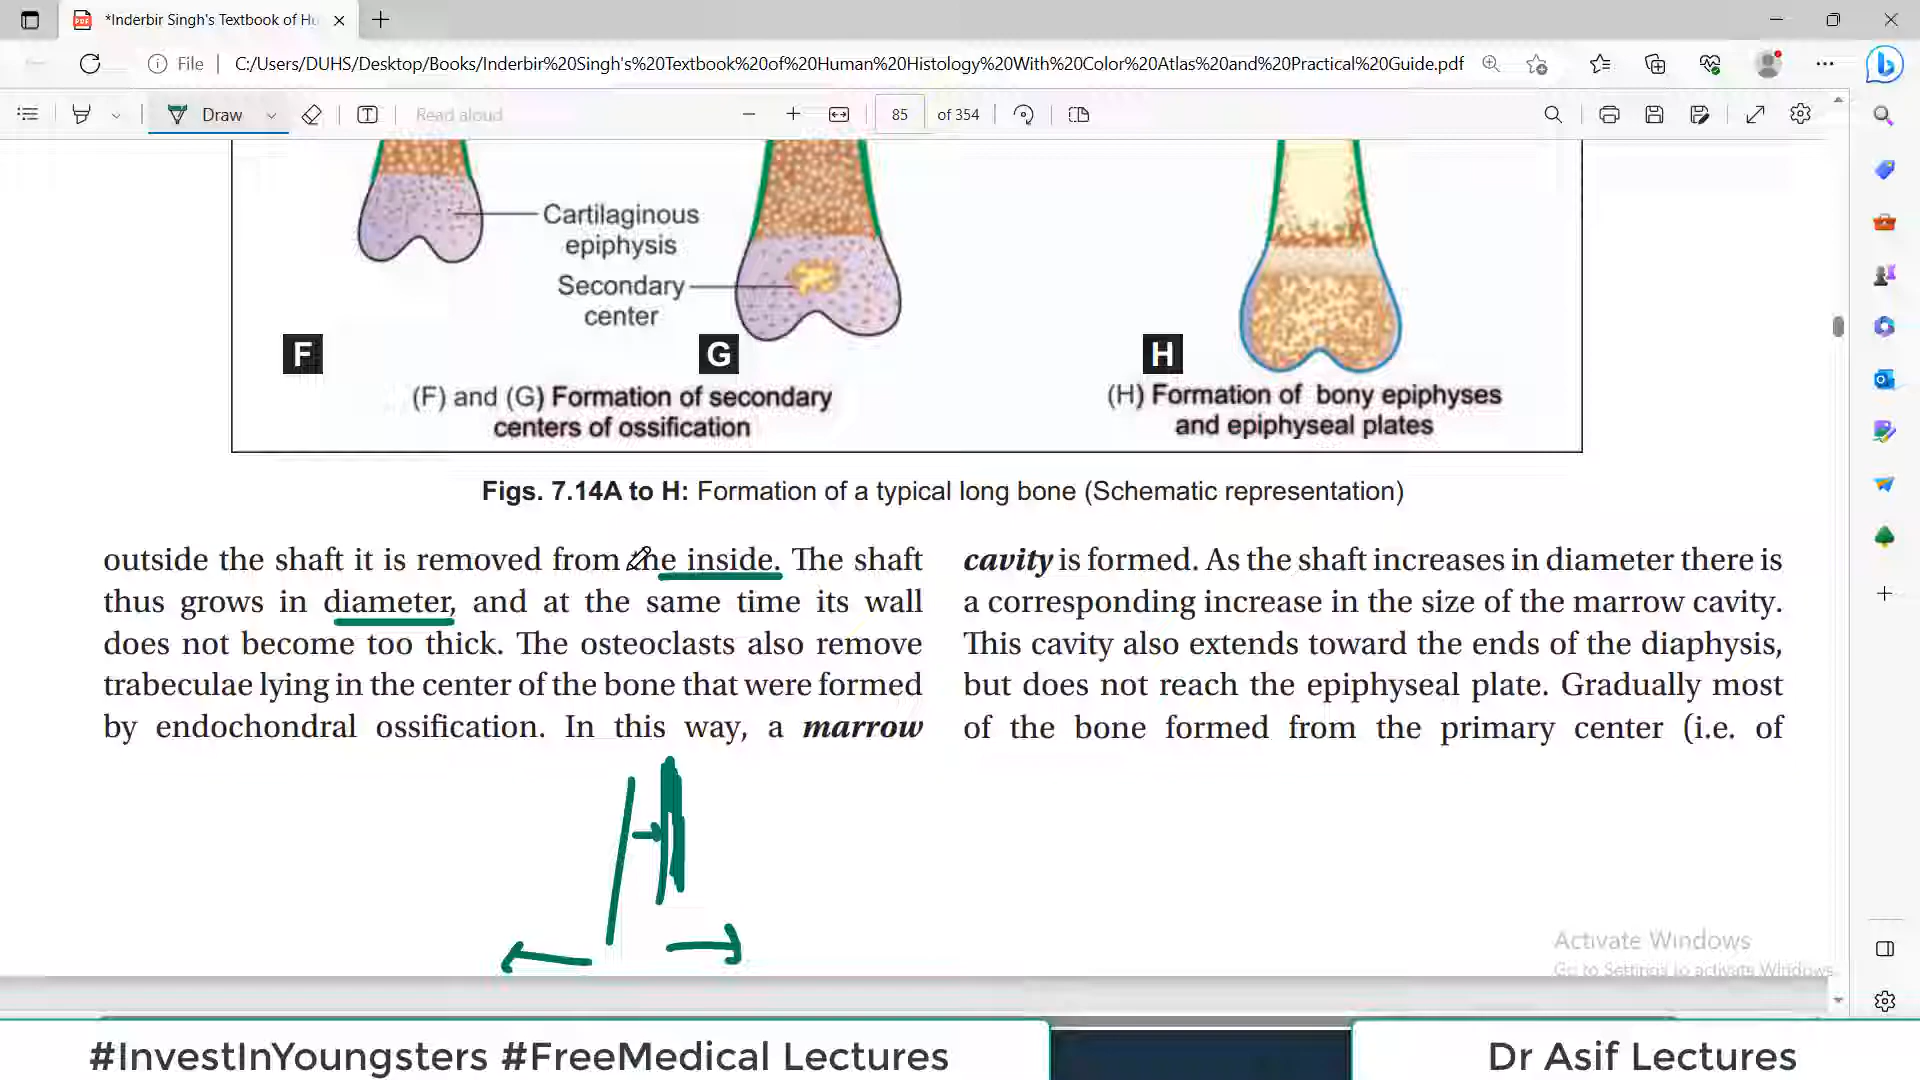 *Inderbir Singh's Textbook of Hu
File
C:/Users/DUHS/Desktop/Books/Inderbir%20Singh's%20Textbook%20of%20Human%20Histology%20With%20Color%20Atlas%20and%20Practical%20Guide.pdf
Draw
Read aloud
85
of 354
Cartilaginous
epiphysis
Secondary
center
F
G
H
(F) and (G) Formation of secondary
centers of ossification
(H) Formation of bony epiphyses
and epiphyseal plates
Figs. 7.14A to H: Formation of a typical long bone (Schematic representation)
outside the shaft it is removed from the inside. The shaft
thus grows in diameter, and at the same time its wall
does not become too thick. The osteoclasts also remove
trabeculae lying in the center of the bone that were formed
by endochondral ossification. In this way, a marrow
cavity is formed. As the shaft increases in diameter there is
a corresponding increase in the size of the marrow cavity.
This cavity also extends toward the ends of the diaphysis,
but does not reach the epiphyseal plate. Gradually most
of the bone formed from the primary center (i.e. of
Activate Windows
Go to Settings to activate Windows.
#InvestInYoungsters #FreeMedical Lectures
Dr Asif Lectures